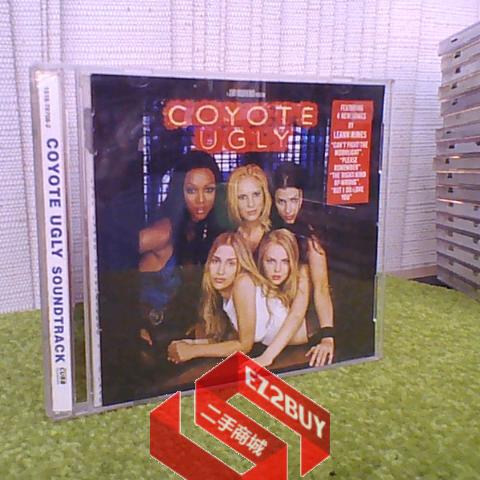 COYOTE
UGLY
FEATURING
4 NEW SONGS
BY
LEANN RIMES
"CAN'T FIGHT THE
MOONLIGHT",
"PLEASE
REMEMBER",
"THE RIGHT KIND
OF WRONG",
"BUT I DO LOVE
YOU"
COYOTE UGLY SOUNDTRACK
CURB
EZ2BUY
二手商城